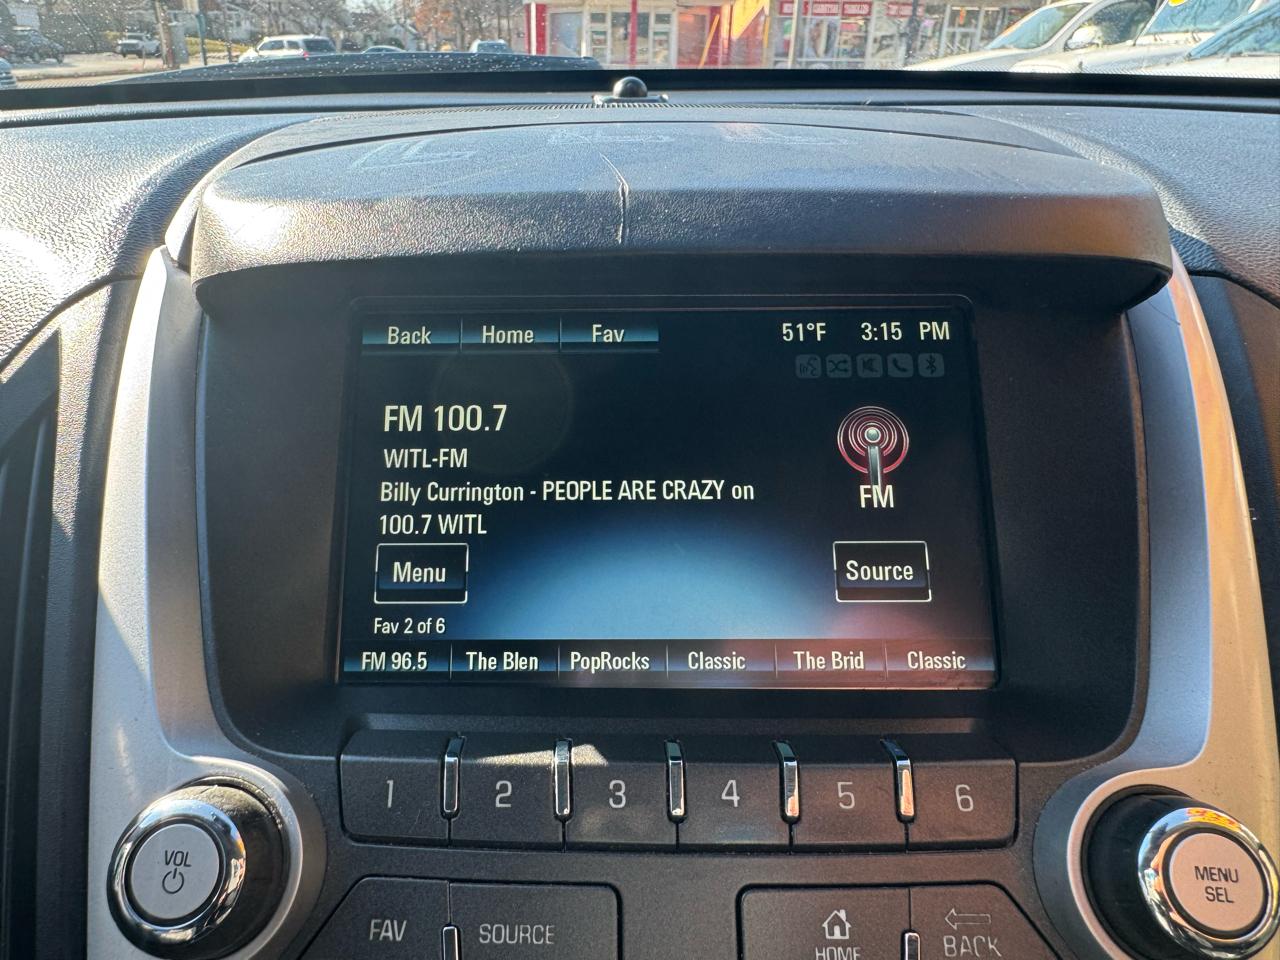 Back Home Fav 51°F 3:15 PM
FM 100.7
WITL-FM
Billy Currington - PEOPLE ARE CRAZY on
100.7 WITL
FM
Menu
Source
Fav 2 of 6
FM 96.5 The Blen PopRocks Classic The Brid Classic
1 2 3 4 5 6
VOL
MENU
SEL
FAV SOURCE
HOME BACK